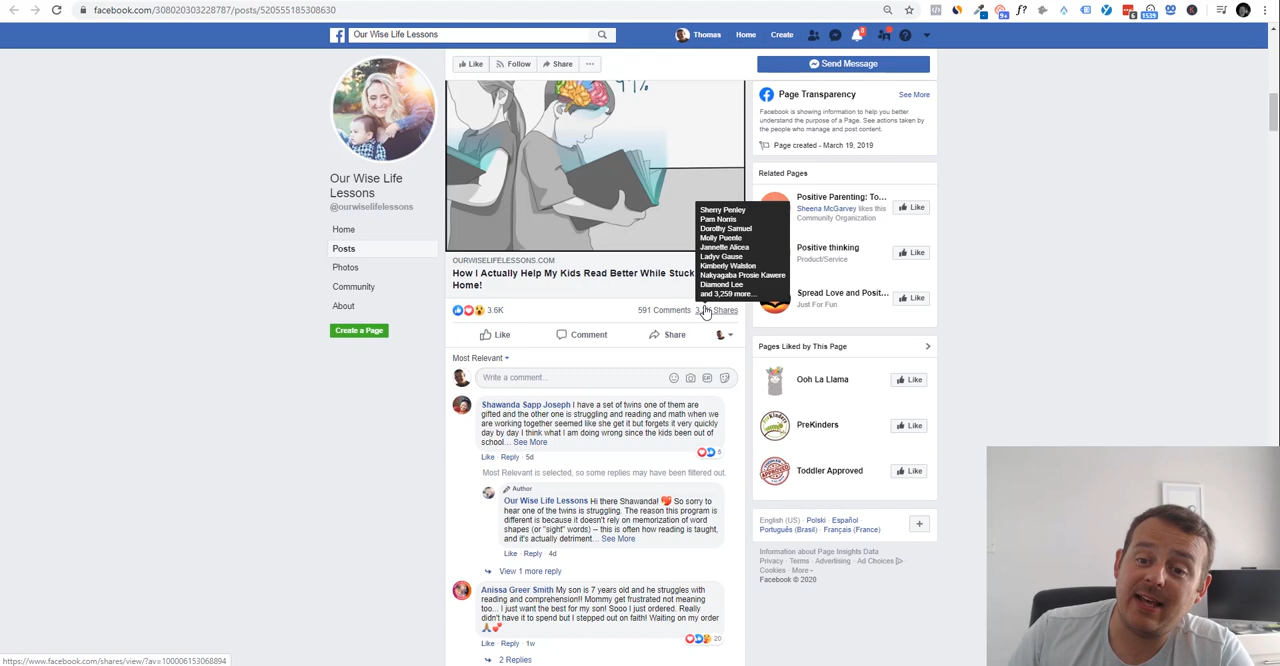 facebook.com/308020303228787/posts/520555185308630
Our Wise Life Lessons
Thomas
Home
Create
8
Like
Follow
Share
Send Message
Our Wise Life
Lessons
@ourwiselifelessons
Home
Posts
Photos
Community
About
Create a Page
OURWISELIFELESSONS.COM
How I Actually Help My Kids Read Better While Stuck
Home!
3.6K
591 Comments
Shares
Sherry Penley
Pam Norris
Dorothy Samuel
Molly Puente
Jannette Alicea
Ladyv Gause
Kimberly Walston
Nakyagaba Prosie Kawere
Diamond Lee
and 3,259 more...
Like
Comment
Share
Most Relevant
Write a comment...
Shawanda Sapp Joseph I have a set of twins one of them are
gifted and the other one is struggling and reading and math when we
are working together seemed like she get it but forgets it very quickly
day by day I think what I am doing wrong since the kids been out of
school... See More
6
Like · Reply · 5d
Most Relevant is selected, so some replies may have been filtered out.
Author
Our Wise Life Lessons Hi there Shawanda! So sorry to
hear one of the twins is struggling. The reason this program is
different is because it doesn't rely on memorization of word
shapes (or "sight" words) -- this is often how reading is taught,
and it's actually detriment... See More
Like · Reply · 4d
View 1 more reply
Anissa Greer Smith My son is 7 years old and he struggles with
reading and comprehension!! Mommy get frustrated not meaning
too... I just want the best for my son! Sooo I just ordered. Really
didn't have it to spend but I stepped out on faith! Waiting on my order
20
Like · Reply · 1w
2 Replies
Page Transparency
See More
Facebook is showing information to help you better
understand the purpose of a Page. See actions taken by
the people who manage and post content.
Page created - March 19, 2019
Related Pages
Positive Parenting: To...
Sheena McGarvey likes this
Community Organization
Like
Positive thinking
Product/Service
Like
Spread Love and Posit...
Just For Fun
Like
Pages Liked by This Page
Ooh La Llama
Like
PreKinders
Like
Toddler Approved
Like
English (US) · Polski · Español ·
Português (Brasil) · Français (France)
Information about Page Insights Data
Privacy · Terms · Advertising · Ad Choices
Cookies · More
Facebook © 2020
https://www.facebook.com/shares/view/?av=100006153068894